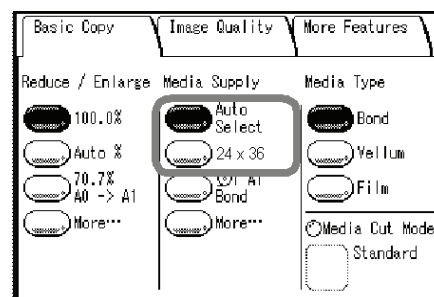 Basic Copy
Image Quality
More Features
Reduce / Enlarge
100.0%
Auto %
70.7%
A0 -> A1
More···
Media Supply
Auto
Select
24 x 36
A1
Bond
More···
Media Type
Bond
Vellum
Film
Media Cut Mode
Standard